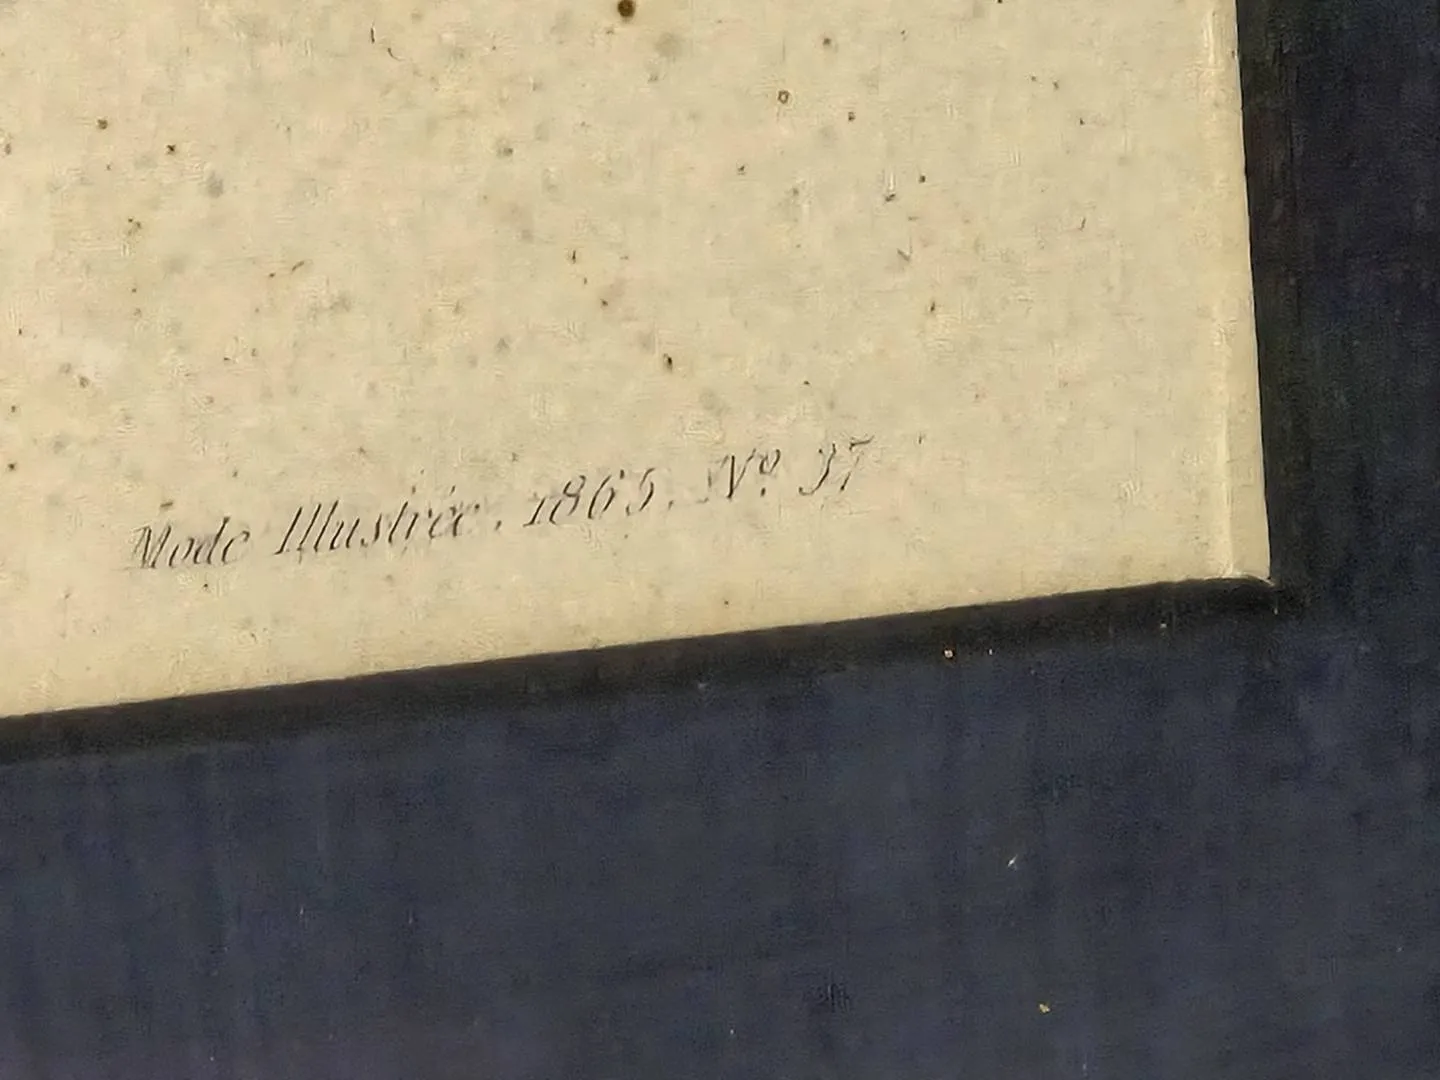 Mode Illustrée. 1865. Nº 37